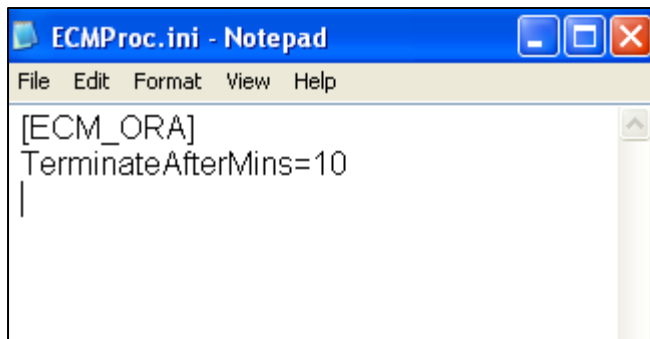 ECMProc.ini - Notepad
File Edit Format View Help
[ECM_ORA]
TerminateAfterMins=10